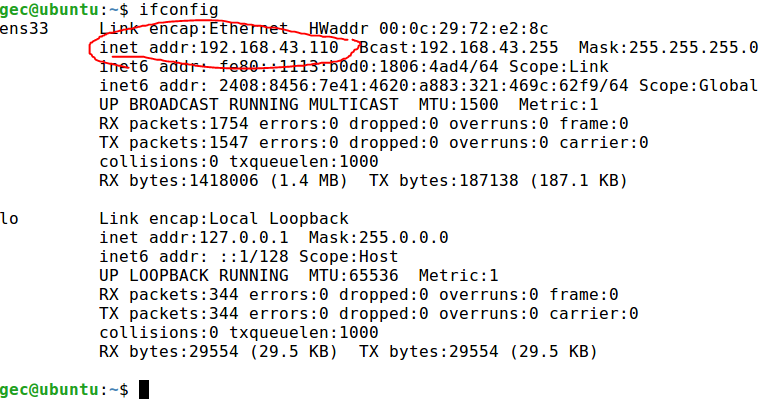 gec@ubuntu:~$ ifconfig
ens33     Link encap:Ethernet  HWaddr 00:0c:29:72:e2:8c
          inet addr:192.168.43.110  Bcast:192.168.43.255  Mask:255.255.255.0
          inet6 addr: fe80::1113:b0d0:1806:4ad4/64 Scope:Link
          inet6 addr: 2408:8456:7e41:4620:a883:321:469c:62f9/64 Scope:Global
          UP BROADCAST RUNNING MULTICAST  MTU:1500  Metric:1
          RX packets:1754 errors:0 dropped:0 overruns:0 frame:0
          TX packets:1547 errors:0 dropped:0 overruns:0 carrier:0
          collisions:0 txqueuelen:1000
          RX bytes:1418006 (1.4 MB)  TX bytes:187138 (187.1 KB)
lo        Link encap:Local Loopback
          inet addr:127.0.0.1  Mask:255.0.0.0
          inet6 addr: ::1/128 Scope:Host
          UP LOOPBACK RUNNING  MTU:65536  Metric:1
          RX packets:344 errors:0 dropped:0 overruns:0 frame:0
          TX packets:344 errors:0 dropped:0 overruns:0 carrier:0
          collisions:0 txqueuelen:1000
          RX bytes:29554 (29.5 KB)  TX bytes:29554 (29.5 KB)
gec@ubuntu:~$